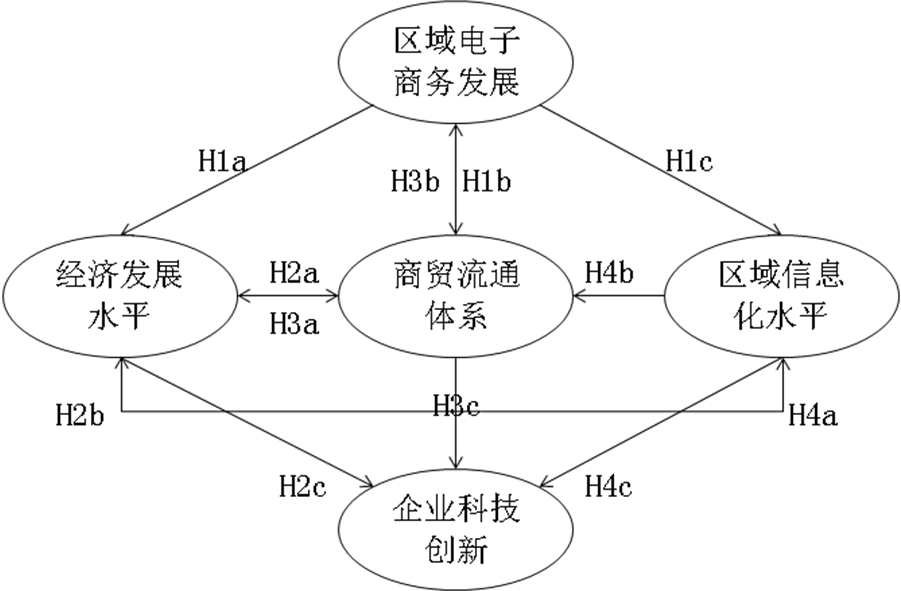 区域电子
商务发展
H1a
H1c
H3b
H1b
经济发展
水平
H2a
H3a
商贸流通
体系
H4b
区域信息
化水平
H2b
H3c
H4a
H2c
H4c
企业科技
创新